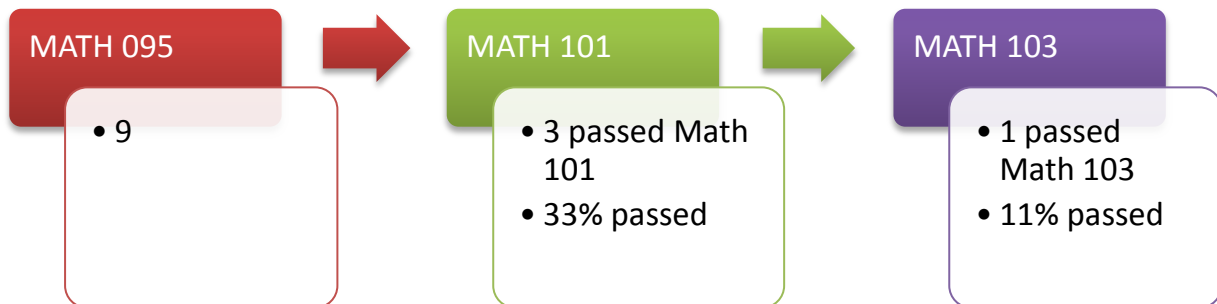 MATH 095
• 9
MATH 101
• 3 passed Math
101
• 33% passed
MATH 103
• 1 passed
Math 103
• 11% passed